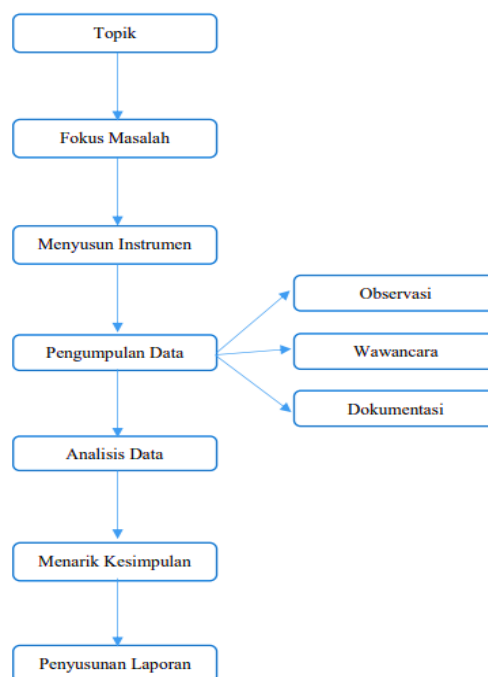 Topik
Fokus Masalah
Menyusun Instrumen
Pengumpulan Data
Observasi
Wawancara
Dokumentasi
Analisis Data
Menarik Kesimpulan
Penyusunan Laporan